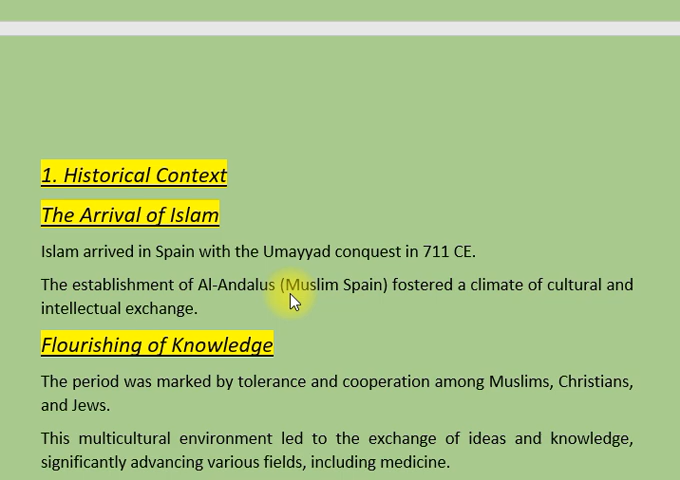 1. Historical Context
The Arrival of Islam
Islam arrived in Spain with the Umayyad conquest in 711 CE.
The establishment of Al-Andalus (Muslim Spain) fostered a climate of cultural and
intellectual exchange.
Flourishing of Knowledge
The period was marked by tolerance and cooperation among Muslims, Christians,
and Jews.
This multicultural environment led to the exchange of ideas and knowledge,
significantly advancing various fields, including medicine.